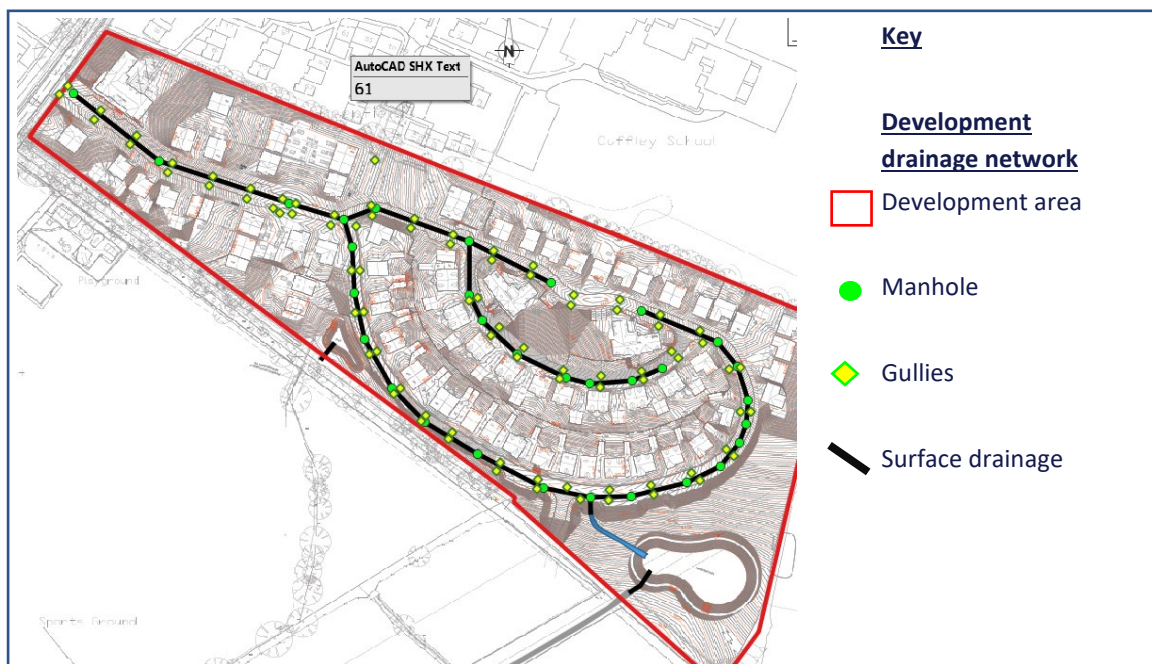 Key
N
AutoCAD SHX Text
61
Development
drainage network
Cuffley School
Development area
Playground
Manhole
Gullies
Surface drainage
Sports Ground